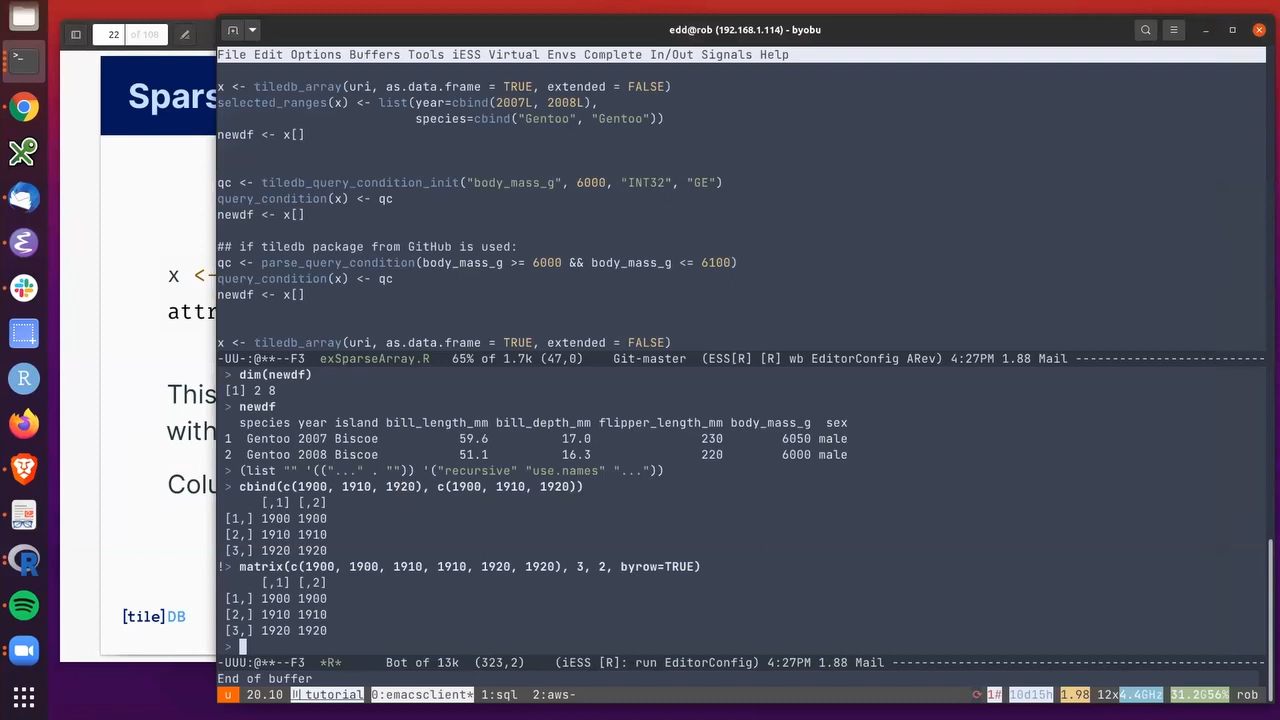 22 of 108
Spars
x <-
attr
This
with
Colu
[tile]DB
edd@rob (192.168.1.114) - byobu
File Edit Options Buffers Tools iESS Virtual Envs Complete In/Out Signals Help
x <- tiledb_array(uri, as.data.frame = TRUE, extended = FALSE)
selected_ranges(x) <- list(year=cbind(2007L, 2008L),
species=cbind("Gentoo", "Gentoo"))
newdf <- x[]
qc <- tiledb_query_condition_init("body_mass_g", 6000, "INT32", "GE")
query_condition(x) <- qc
newdf <- x[]
## if tiledb package from GitHub is used:
qc <- parse_query_condition(body_mass_g >= 6000 && body_mass_g <= 6100)
query_condition(x) <- qc
newdf <- x[]
x <- tiledb_array(uri, as.data.frame = TRUE, extended = FALSE)
-UU-:@**--F3 exSparseArray.R 65% of 1.7k (47,0) Git-master (ESS[R] [R] wb EditorConfig ARev) 4:27PM 1.88 Mail --------------------------
> dim(newdf)
[1] 2 8
> newdf
species year island bill_length_mm bill_depth_mm flipper_length_mm body_mass_g sex
1 Gentoo 2007 Biscoe 59.6 17.0 230 6050 male
2 Gentoo 2008 Biscoe 51.1 16.3 220 6000 male
> (list "" '(("..." . "")) '("recursive" "use.names" "..."))
> cbind(c(1900, 1910, 1920), c(1900, 1910, 1920))
[,1] [,2]
[1,] 1900 1900
[2,] 1910 1910
[3,] 1920 1920
!> matrix(c(1900, 1900, 1910, 1910, 1920, 1920), 3, 2, byrow=TRUE)
[,1] [,2]
[1,] 1900 1900
[2,] 1910 1910
[3,] 1920 1920
>
-UUU:@**--F3 *R* Bot of 13k (323,2) (iESS [R]: run EditorConfig) 4:27PM 1.88 Mail ---------------------------------------------------
End of buffer
u 20.10 tutorial 0:emacsclient* 1:sql 2:aws- 1# 10d15h 1.98 12x4.4GHz 31.2G56% rob